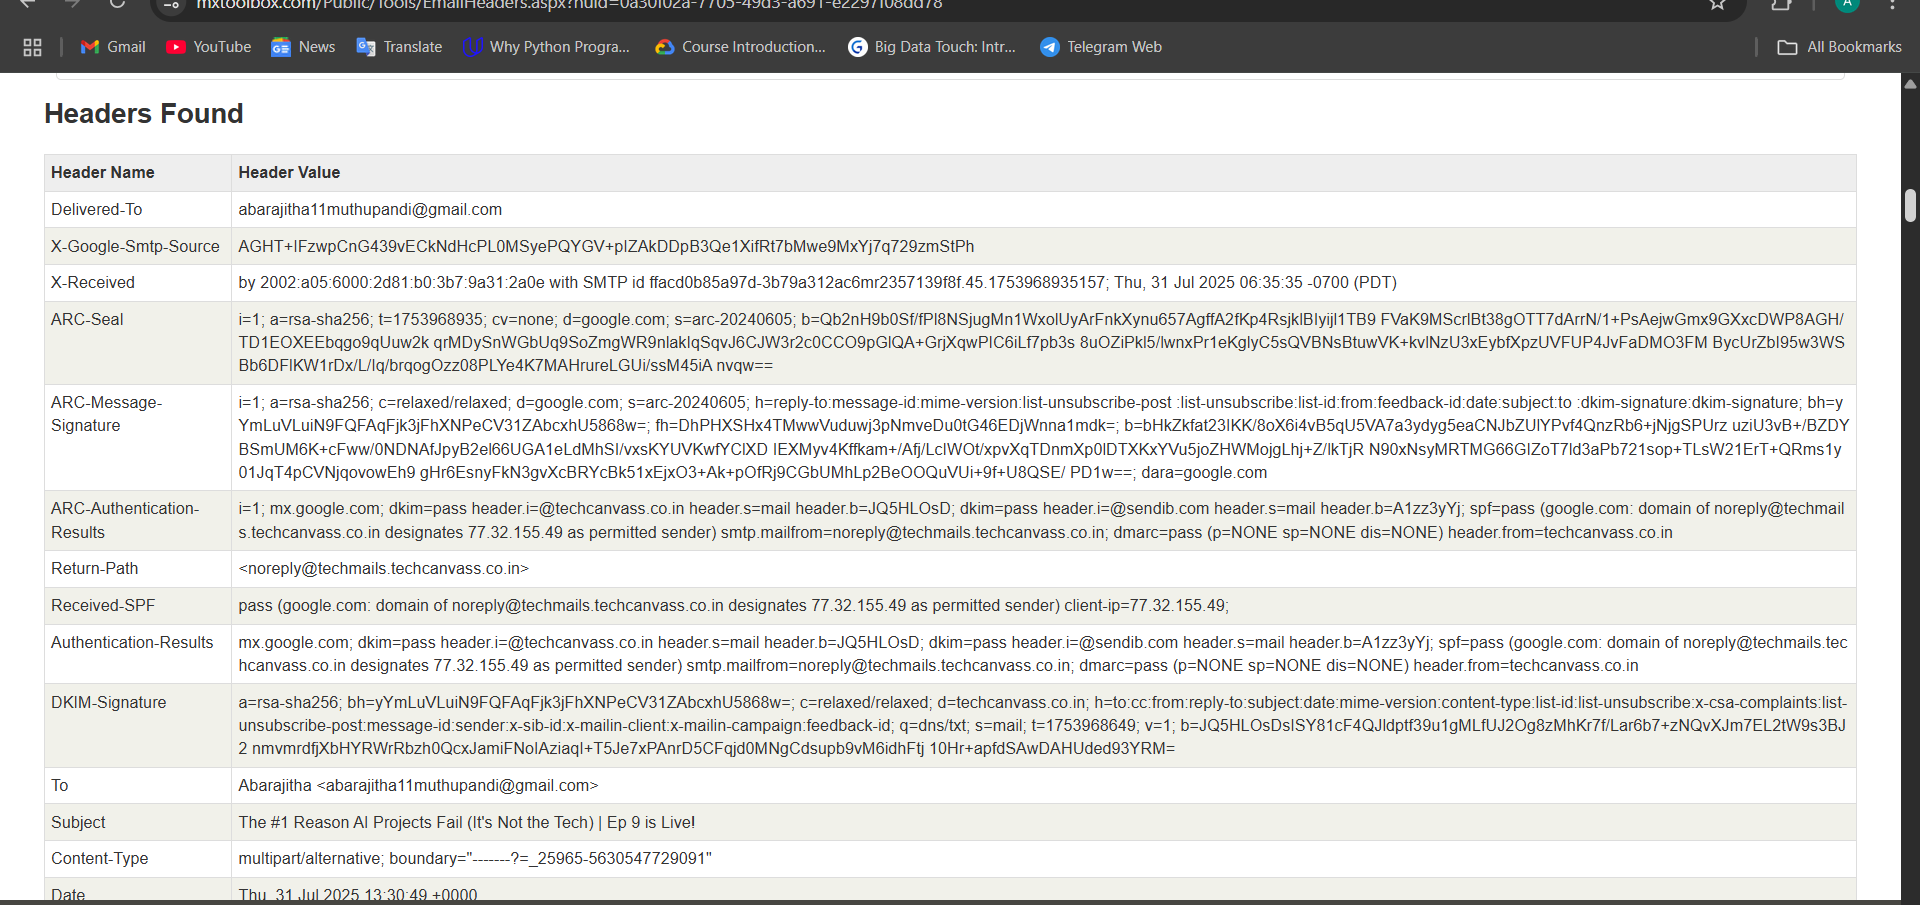 mxtoolbox.com/Public/Tools/EmailHeaders.aspx?huid=0a30f02a-7705-49d3-a691-e2297f08dd78
A
Gmail YouTube News Translate Why Python Progra... Course Introduction... Big Data Touch: Intr... Telegram Web All Bookmarks
Headers Found
Header Name Header Value
Delivered-To abarajitha11muthupandi@gmail.com
X-Google-Smtp-Source AGHT+IFzwpCnG439vECkNdHcPL0MSyePQYGV+pIZAkDDpB3Qe1XifRt7bMwe9MxYj7q729zmStPh
X-Received by 2002:a05:6000:2d81:b0:3b7:9a31:2a0e with SMTP id ffacd0b85a97d-3b79a312ac6mr2357139f8f.45.1753968935157; Thu, 31 Jul 2025 06:35:35 -0700 (PDT)
ARC-Seal i=1; a=rsa-sha256; t=1753968935; cv=none; d=google.com; s=arc-20240605; b=Qb2nH9b0Sf/fPl8NSjugMn1WxolUyArFnkXynu657AgffA2fKp4RsjkIBIyijl1TB9 FVaK9MScrlBt38gOTT7dArrN/1+PsAejwGmx9GXxcDWP8AGH/
TD1EOXEEbqgo9qUuw2k qrMDySnWGbUq9SoZmgWR9nlakIqSqvJ6CJW3r2c0CCO9pGlQA+GrjXqwPIC6iLf7pb3s 8uOZiPkl5/lwnxPr1eKglyC5sQVBNsBtuwVK+kvlNzU3xEybfXpzUVFUP4JvFaDMO3FM BycUrZbI95w3WS
Bb6DFlKW1rDx/L/Iq/brqogOzz08PLYe4K7MAHrureLGUi/ssM45iA nvqw==
ARC-Message- i=1; a=rsa-sha256; c=relaxed/relaxed; d=google.com; s=arc-20240605; h=reply-to:message-id:mime-version:list-unsubscribe-post :list-unsubscribe:list-id:from:feedback-id:date:subject:to :dkim-signature:dkim-signature; bh=y
Signature YmLuVLuiN9FQFAqFjk3jFhXNPeCV31ZAbcxhU5868w=; fh=DhPHXSHx4TMwwVuduwj3pNmveDu0tG46EDjWnna1mdk=; b=bHkZkfat23IKK/8oX6i4vB5qU5VA7a3ydyg5eaCNJbZUlYPvf4QnzRb6+jNjgSPUrz uziU3vB+/BZDY
BSmUM6K+cFww/0NDNAfJpyB2el66UGA1eLdMhSI/vxsKYUVKwfYClXD IEXMyv4Kffkam+/Afj/LclWOt/xpvXqTDnmXp0lDTXKxYVu5joZHWMojgLhj+Z/lkTjR N90xNsyMRTMG66GIZoT7ld3aPb721sop+TLsW21ErT+QRms1y
01JqT4pCVNjqovowEh9 gHr6EsnyFkN3gvXcBRYcBk51xEjxO3+Ak+pOfRj9CGbUMhLp2BeOOQuVUi+9f+U8QSE/ PD1w==; dara=google.com
ARC-Authentication- i=1; mx.google.com; dkim=pass header.i=@techcanvass.co.in header.s=mail header.b=JQ5HLOsD; dkim=pass header.i=@sendib.com header.s=mail header.b=A1zz3yYj; spf=pass (google.com: domain of noreply@techmail
Results s.techcanvass.co.in designates 77.32.155.49 as permitted sender) smtp.mailfrom=noreply@techmails.techcanvass.co.in; dmarc=pass (p=NONE sp=NONE dis=NONE) header.from=techcanvass.co.in
Return-Path <noreply@techmails.techcanvass.co.in>
Received-SPF pass (google.com: domain of noreply@techmails.techcanvass.co.in designates 77.32.155.49 as permitted sender) client-ip=77.32.155.49;
Authentication-Results mx.google.com; dkim=pass header.i=@techcanvass.co.in header.s=mail header.b=JQ5HLOsD; dkim=pass header.i=@sendib.com header.s=mail header.b=A1zz3yYj; spf=pass (google.com: domain of noreply@techmails.tec
hcanvass.co.in designates 77.32.155.49 as permitted sender) smtp.mailfrom=noreply@techmails.techcanvass.co.in; dmarc=pass (p=NONE sp=NONE dis=NONE) header.from=techcanvass.co.in
DKIM-Signature a=rsa-sha256; bh=yYmLuVLuiN9FQFAqFjk3jFhXNPeCV31ZAbcxhU5868w=; c=relaxed/relaxed; d=techcanvass.co.in; h=to:cc:from:reply-to:subject:date:mime-version:content-type:list-id:list-unsubscribe:x-csa-complaints:list-
unsubscribe-post:message-id:sender:x-sib-id:x-mailin-client:x-mailin-campaign:feedback-id; q=dns/txt; s=mail; t=1753968649; v=1; b=JQ5HLOsDsISY81cF4QJldptf39u1gMLfUJ2Og8zMhKr7f/Lar6b7+zNQvXJm7EL2tW9s3BJ
2 nmvmrdfjXbHYRWrRbzh0QcxJamiFNolAziaqI+T5Je7xPAnrD5CFqjd0MNgCdsupb9vM6idhFtj 10Hr+apfdSAwDAHUded93YRM=
To Abarajitha <abarajitha11muthupandi@gmail.com>
Subject The #1 Reason AI Projects Fail (It's Not the Tech) | Ep 9 is Live!
Content-Type multipart/alternative; boundary="-------?=_25965-5630547729091"
Date Thu, 31 Jul 2025 13:30:49 +0000